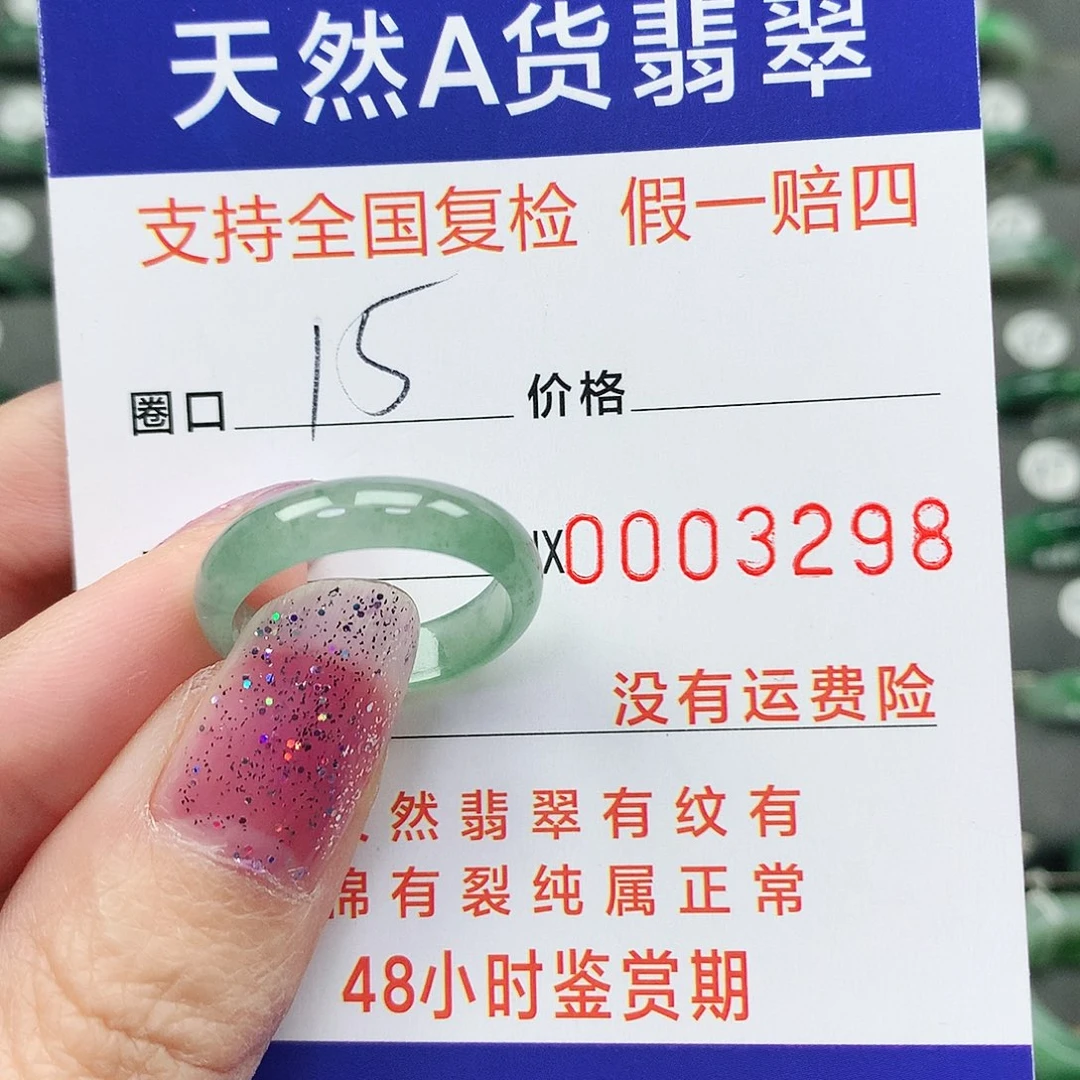 天然A货翡翠
支持全国复检 假一赔四
圈口 15 价格
X0003298
没有运费险
然翡翠有纹有
棉有裂纯属正常
48小时鉴赏期